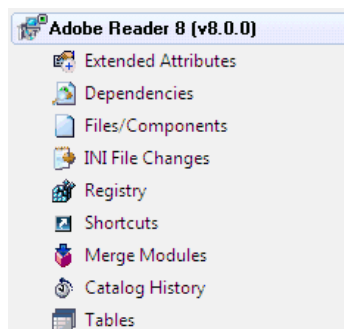 Adobe Reader 8 (v8.0.0)
Extended Attributes
Dependencies
Files/Components
INI File Changes
Registry
Shortcuts
Merge Modules
Catalog History
Tables